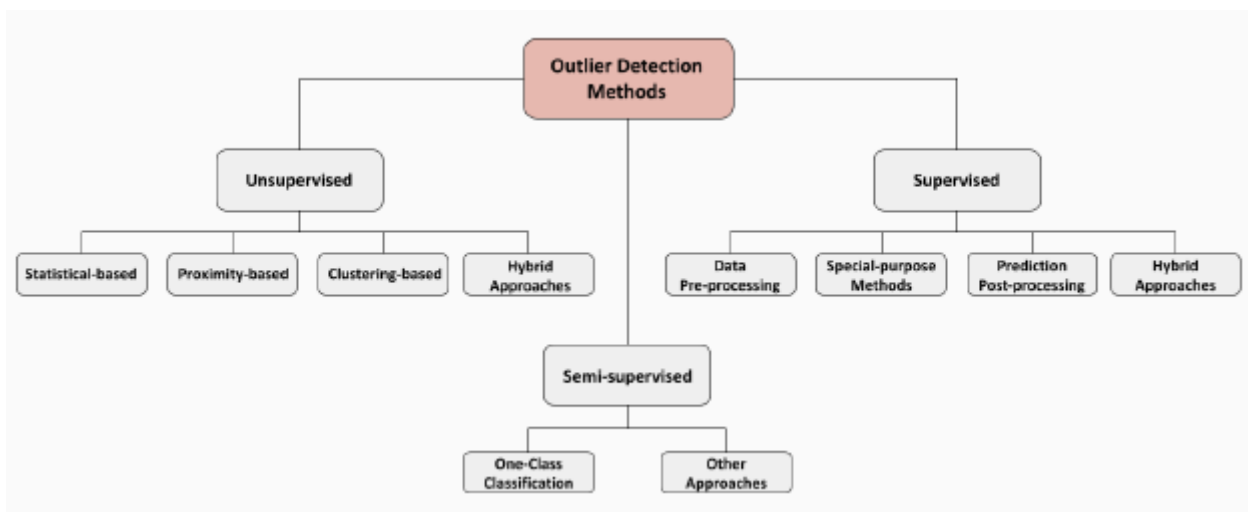 Outlier Detection
Methods
Unsupervised
Supervised
Statistical-based
Proximity-based
Clustering-based
Hybrid
Approaches
Data
Pre-processing
Special-purpose
Methods
Prediction
Post-processing
Hybrid
Approaches
Semi-supervised
One-Class
Classification
Other
Approaches